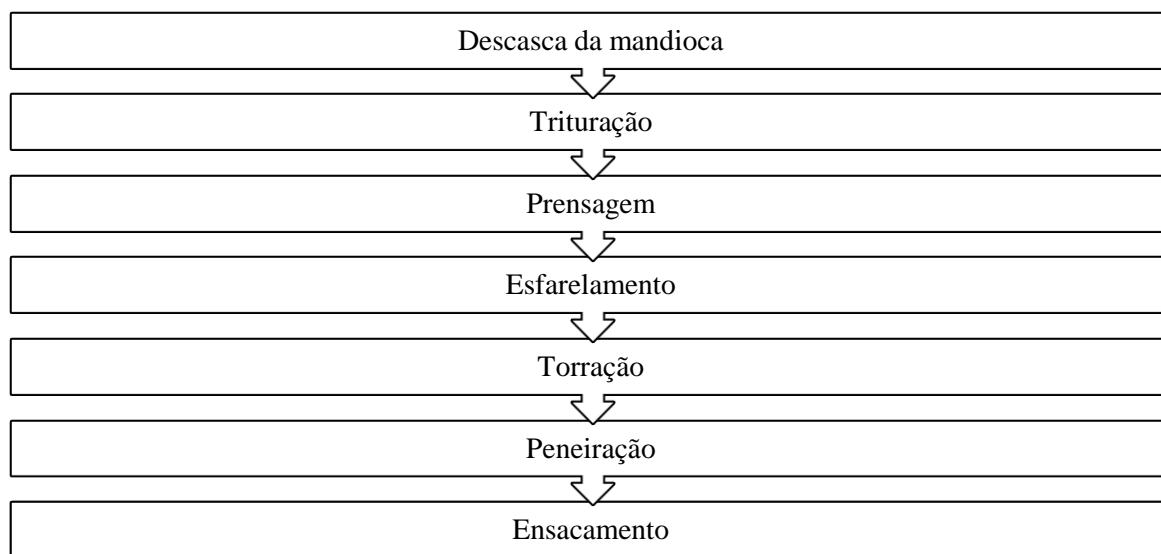 Descasca da mandioca
Trituração
Prensagem
Esfarelamento
Torração
Peneiração
Ensacamento